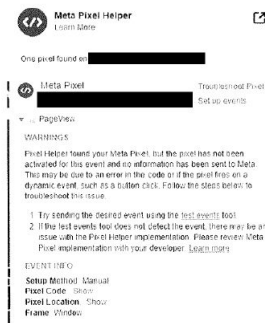 Meta Pixel Helper
Learn More
One pixel found on
Meta Pixel
Troubleshoot Pixel
Set up events
PageView
WARNINGS
Pixel Helper found your Meta Pixel, but the pixel has not been
activated for this event and no information has been sent to Meta.
This may be due to an error in the code or if the pixel fires on a
dynamic event, such as a button click. Follow the steps below to
troubleshoot this issue.
1 Try sending the desired event using the test events tool.
2 If the test events tool does not detect the event, there may be an
issue with the Pixel Helper implementation. Please review Meta
Pixel implementation with your developer. Learn more
EVENT INFO
Setup Method Manual
Pixel Code Show
Pixel Location Show
Frame Window